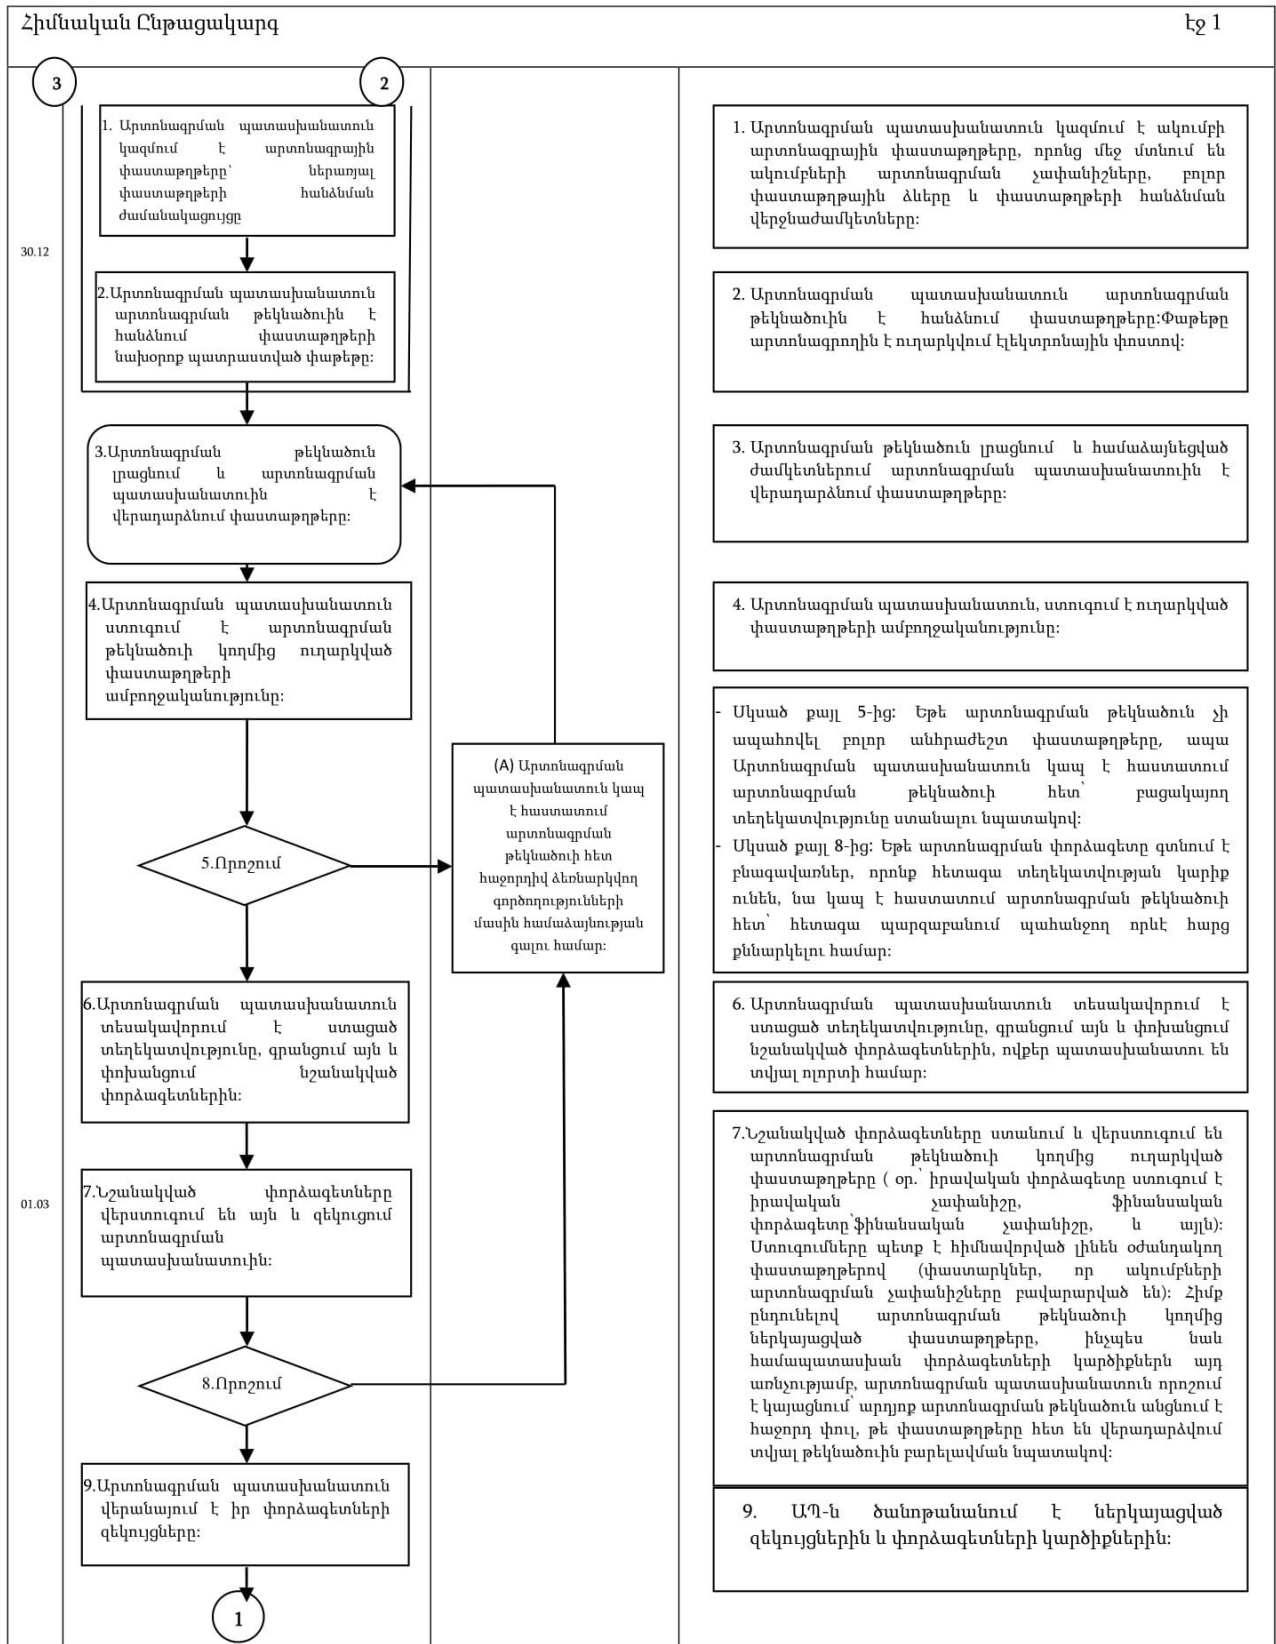 Հիմնական Ընթացակարգ
էջ 1
3
2
1. Արտոնագրման պատասխանատուն
կազմում է արտոնագրային
փաստաթղթերը՝ ներառյալ
փաստաթղթերի հանձնման
ժամանակացույցը
30.12
2.Արտոնագրման պատասխանատուն
արտոնագրման թեկնածուին է
հանձնում փաստաթղթերի
նախօրոք պատրաստված փաթեթը:
3.Արտոնագրման թեկնածուն
լրացնում և արտոնագրման
պատասխանատուին է
վերադարձնում փաստաթղթերը:
4.Արտոնագրման պատասխանատուն
ստուգում է արտոնագրման
թեկնածուի կողմից ուղարկված
փաստաթղթերի
ամբողջականությունը:
5.Որոշում
(A) Արտոնագրման
պատասխանատուն կապ
է հաստատում
արտոնագրման
թեկնածուի հետ
հաջորդիվ ձեռնարկվող
գործողությունների
մասին համաձայնության
գալու համար:
6.Արտոնագրման պատասխանատուն
տեսակավորում է ստացած
տեղեկատվությունը, գրանցում այն և
փոխանցում նշանակված
փորձագետներին:
01.03
7.Նշանակված փորձագետները
վերստուգում են այն և զեկուցում
արտոնագրման
պատասխանատուին:
8.Որոշում
9.Արտոնագրման պատասխանատուն
վերանայում է իր փորձագետների
զեկույցները:
1
1. Արտոնագրման պատասխանատուն կազմում է ակումբի
արտոնագրային փաստաթղթերը, որոնց մեջ մտնում են
ակումբների արտոնագրման չափանիշները, բոլոր
փաստաթղթային ձևերը և փաստաթղթերի հանձնման
վերջնաժամկետները:
2. Արտոնագրման պատասխանատուն արտոնագրման
թեկնածուին է հանձնում փաստաթղթերը:Փաթեթը
արտոնագրողին է ուղարկվում էլեկտրոնային փոստով:
3. Արտոնագրման թեկնածուն լրացնում և համաձայնեցված
ժամկետներում արտոնագրման պատասխանատուին է
վերադարձնում փաստաթղթերը:
4. Արտոնագրման պատասխանատուն, ստուգում է ուղարկված
փաստաթղթերի ամբողջականությունը:
- Սկսած քայլ 5-ից: Եթե արտոնագրման թեկնածուն չի
ապահովել բոլոր անհրաժեշտ փաստաթղթերը, ապա
Արտոնագրման պատասխանատուն կապ է հաստատում
արտոնագրման թեկնածուի հետ՝ բացակայող
տեղեկատվությունը ստանալու նպատակով:
- Սկսած քայլ 8-ից: Եթե արտոնագրման փորձագետը գտնում է
բնագավառներ, որոնք հետագա տեղեկատվության կարիք
ունեն, նա կապ է հաստատում արտոնագրման թեկնածուի
հետ՝ հետագա պարզաբանում պահանջող որևէ հարց
քննարկելու համար:
6. Արտոնագրման պատասխանատուն տեսակավորում է
ստացած տեղեկատվությունը, գրանցում այն և փոխանցում
նշանակված փորձագետներին, ովքեր պատասխանատու են
տվյալ ոլորտի համար:
7.Նշանակված փորձագետները ստանում և վերստուգում են
արտոնագրման թեկնածուի կողմից ուղարկված
փաստաթղթերը ( օր.՝ իրավական փորձագետը ստուգում է
իրավական չափանիշը, ֆինանսական
փորձագետը՝ֆինանսական չափանիշը, և այլն):
Ստուգումները պետք է հիմնավորված լինեն օժանդակող
փաստաթղթերով (փաստարկներ, որ ակումբների
արտոնագրման չափանիշները բավարարված են): Հիմք
ընդունելով արտոնագրման թեկնածուի կողմից
ներկայացված փաստաթղթերը, ինչպես նաև
համապատասխան փորձագետների կարծիքներն այդ
առնչությամբ, արտոնագրման պատասխանատուն որոշում
է կայացնում՝ արդյոք արտոնագրման թեկնածուն անցնում է
հաջորդ փուլ, թե փաստաթղթերը հետ են վերադարձվում
տվյալ թեկնածուին բարելավման նպատակով:
9. ԱՊ-ն ծանոթանանում է ներկայացված
զեկույցներին և փորձագետների կարծիքներին: